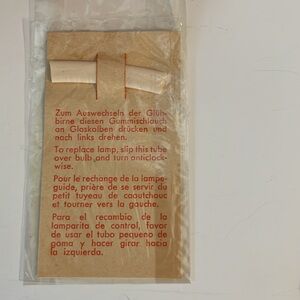 Zum Auswechseln der Glüh-
birne diesen Gummischlauch
an Glaskolben drücken und
nach links drehen.
To replace lamp, slip this tube
over bulb and turn anticlock-
wise.
Pour le rechange de la lampe-
guide, prière de se servir du
petit tuyeau de caoutchouc
et tourner vers la gauche.
Para el recambio de la
lamparita de control, favor
de usar el tubo pequeno de
goma y hacer girar hacia
la izquierda.